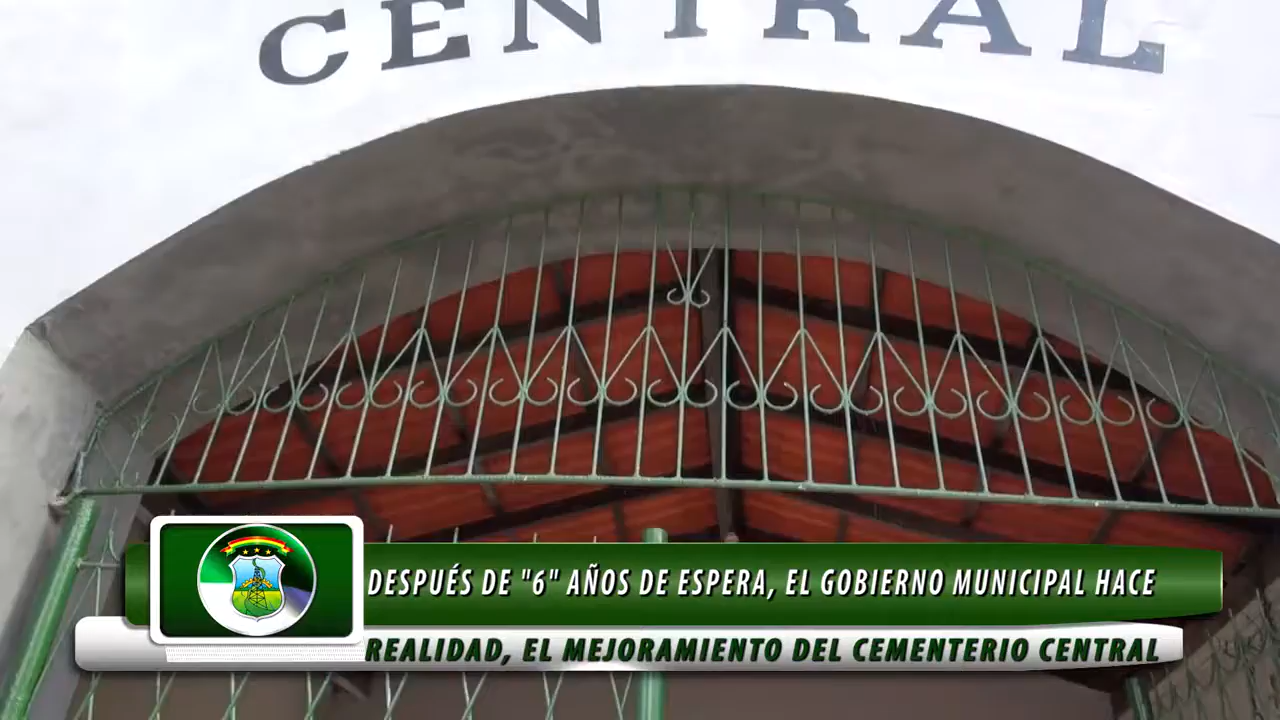 CENTRAL
DESPUÉS DE "6" AÑOS DE ESPERA, EL GOBIERNO MUNICIPAL HACE
REALIDAD, EL MEJORAMIENTO DEL CEMENTERIO CENTRAL